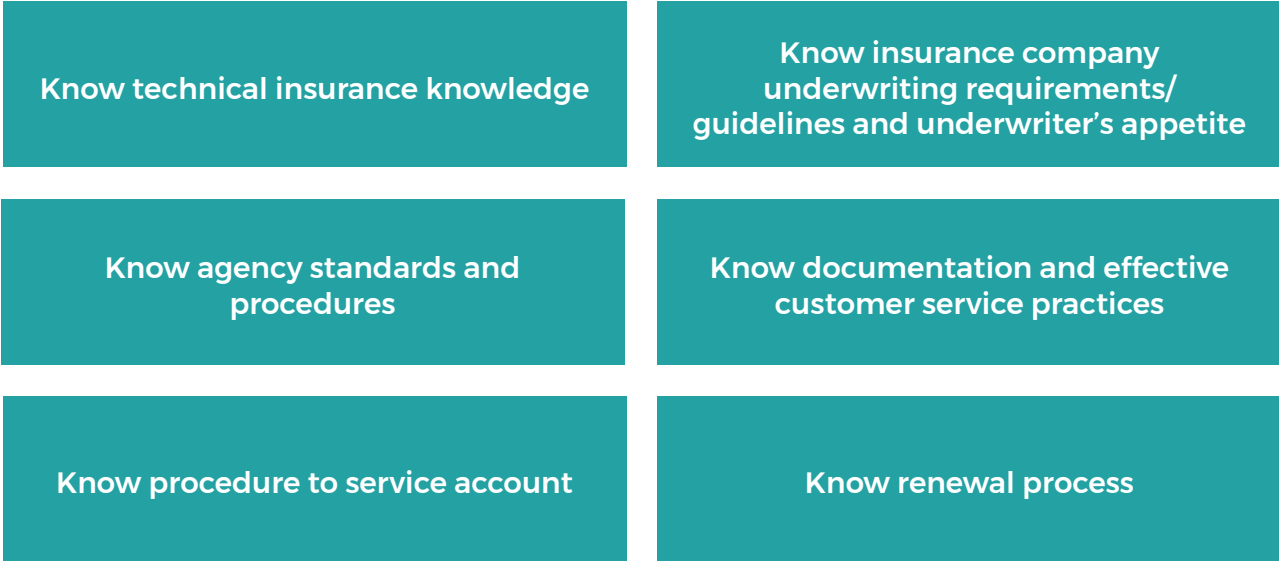 Know technical insurance knowledge
Know insurance company
underwriting requirements/
guidelines and underwriter’s appetite
Know agency standards and
procedures
Know documentation and effective
customer service practices
Know procedure to service account
Know renewal process